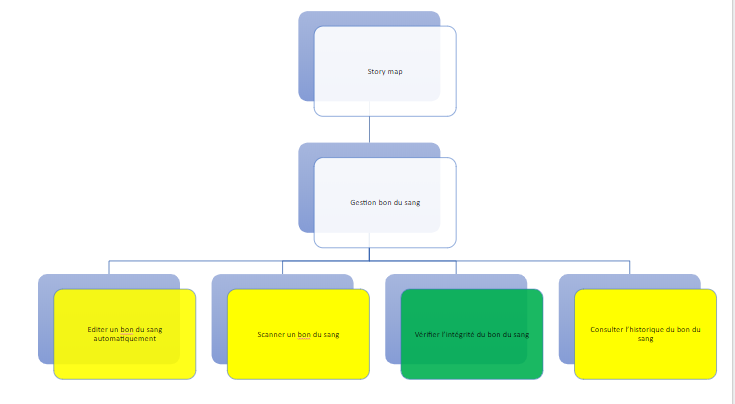 Story map
Gestion bon du sang
Editer un bon du sang
automatiquement
Scanner un bon du sang
Vérifier l'intégrité du bon du sang
Consulter l'historique du bon du
sang